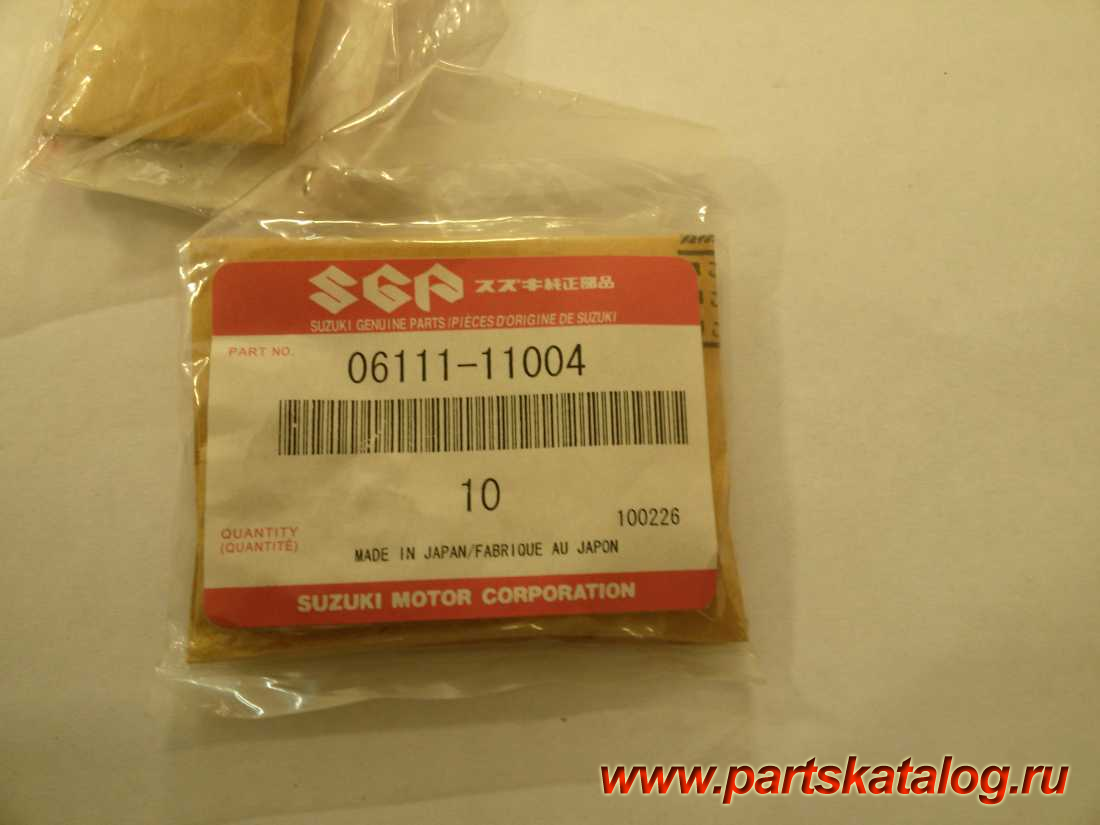 SGP スズキ純正部品
SUZUKI GENUINE PARTS/PIÈCES D'ORIGINE DE SUZUKI
PART NO. 06111-11004
10
100226
QUANTITY
(QUANTITÉ)
MADE IN JAPAN/FABRIQUE AU JAPON
SUZUKI MOTOR CORPORATION
www.partskatalog.ru